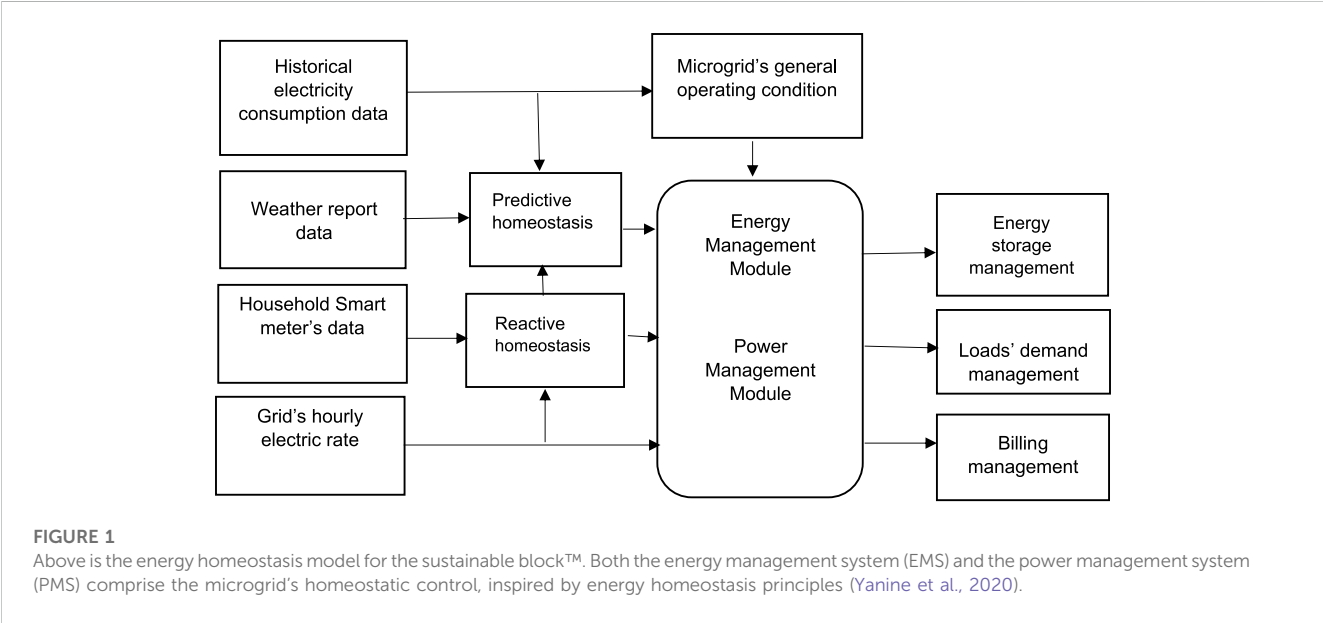 Historical
electricity
consumption data
Microgrid's general
operating condition
Weather report
data
Predictive
homeostasis
Energy
Management
Module
Energy
storage
management
Household Smart
meter's data
Reactive
homeostasis
Power
Management
Module
Loads' demand
management
Grid's hourly
electric rate
Billing
management
FIGURE 1
Above is the energy homeostasis model for the sustainable block™. Both the energy management system (EMS) and the power management system
(PMS) comprise the microgrid's homeostatic control, inspired by energy homeostasis principles (Yanine et al., 2020).